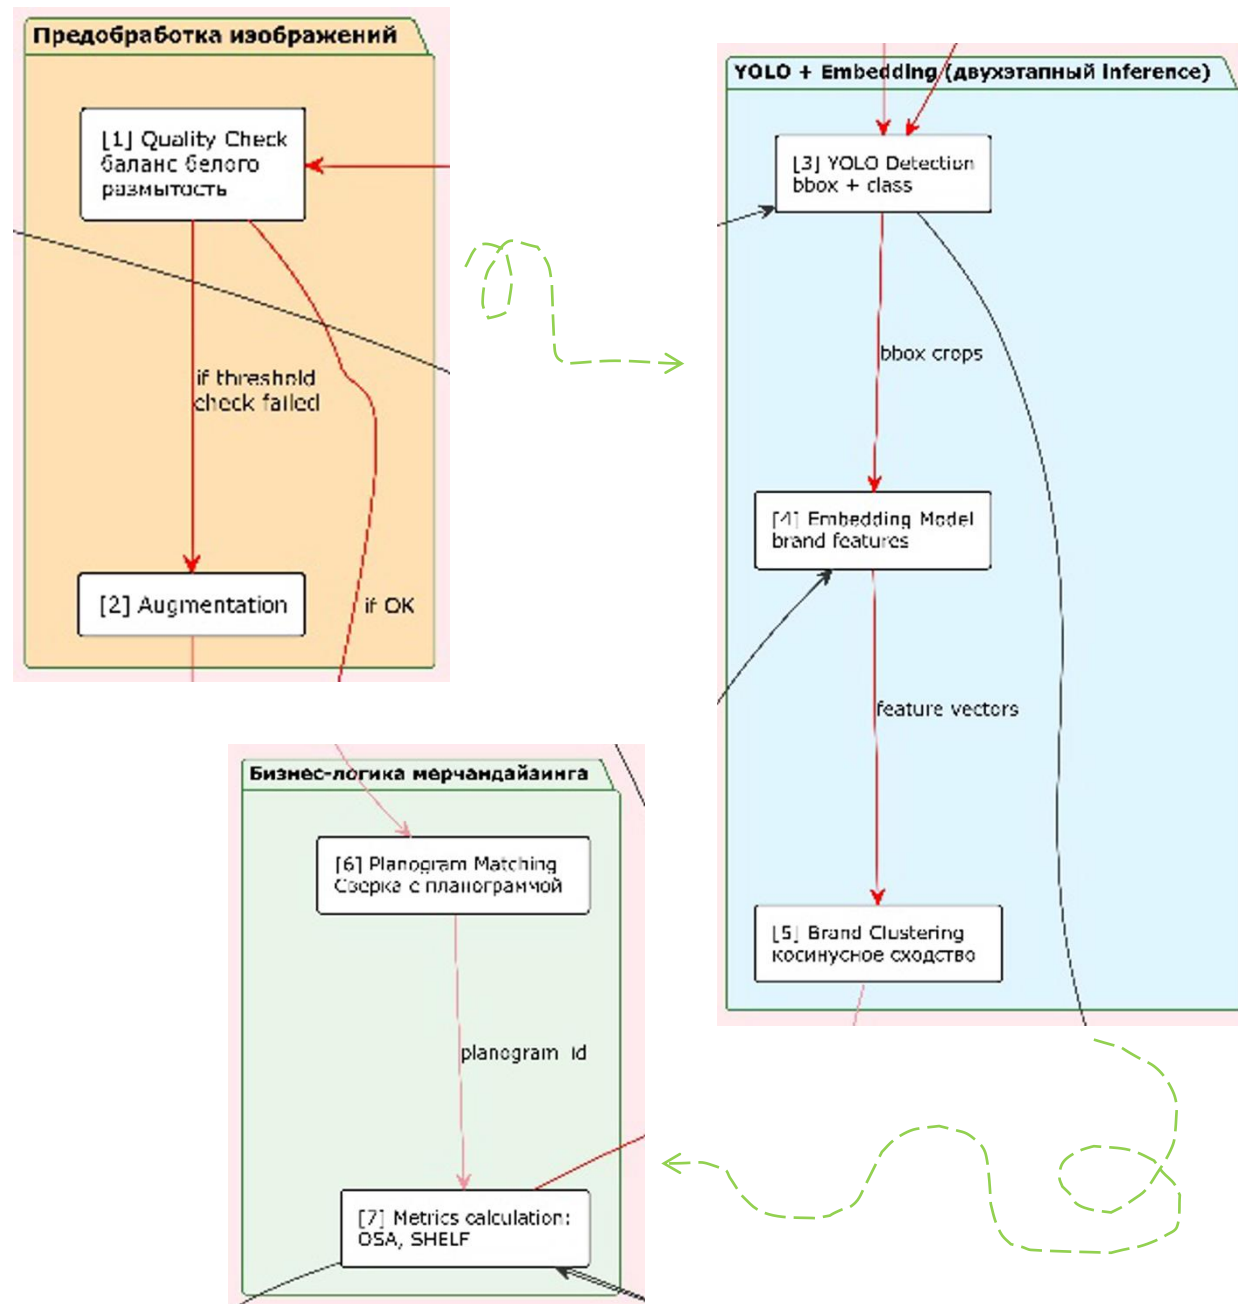 Предобработка изображений
[1] Quality Check
баланс белого
размытость
if threshold
check failed
[2] Augmentation
if OK
YOLO + Embedding (двухэтапный inference)
[3] YOLO Detection
bbox + class
bbox crops
[4] Embedding Model
brand features
feature vectors
[5] Brand Clustering
косинусное сходство
Бизнес-логика мерчандайзинга
[6] Planogram Matching
Сверка с планограммой
planogram_id
[7] Metrics calculation:
OSA, SHELF